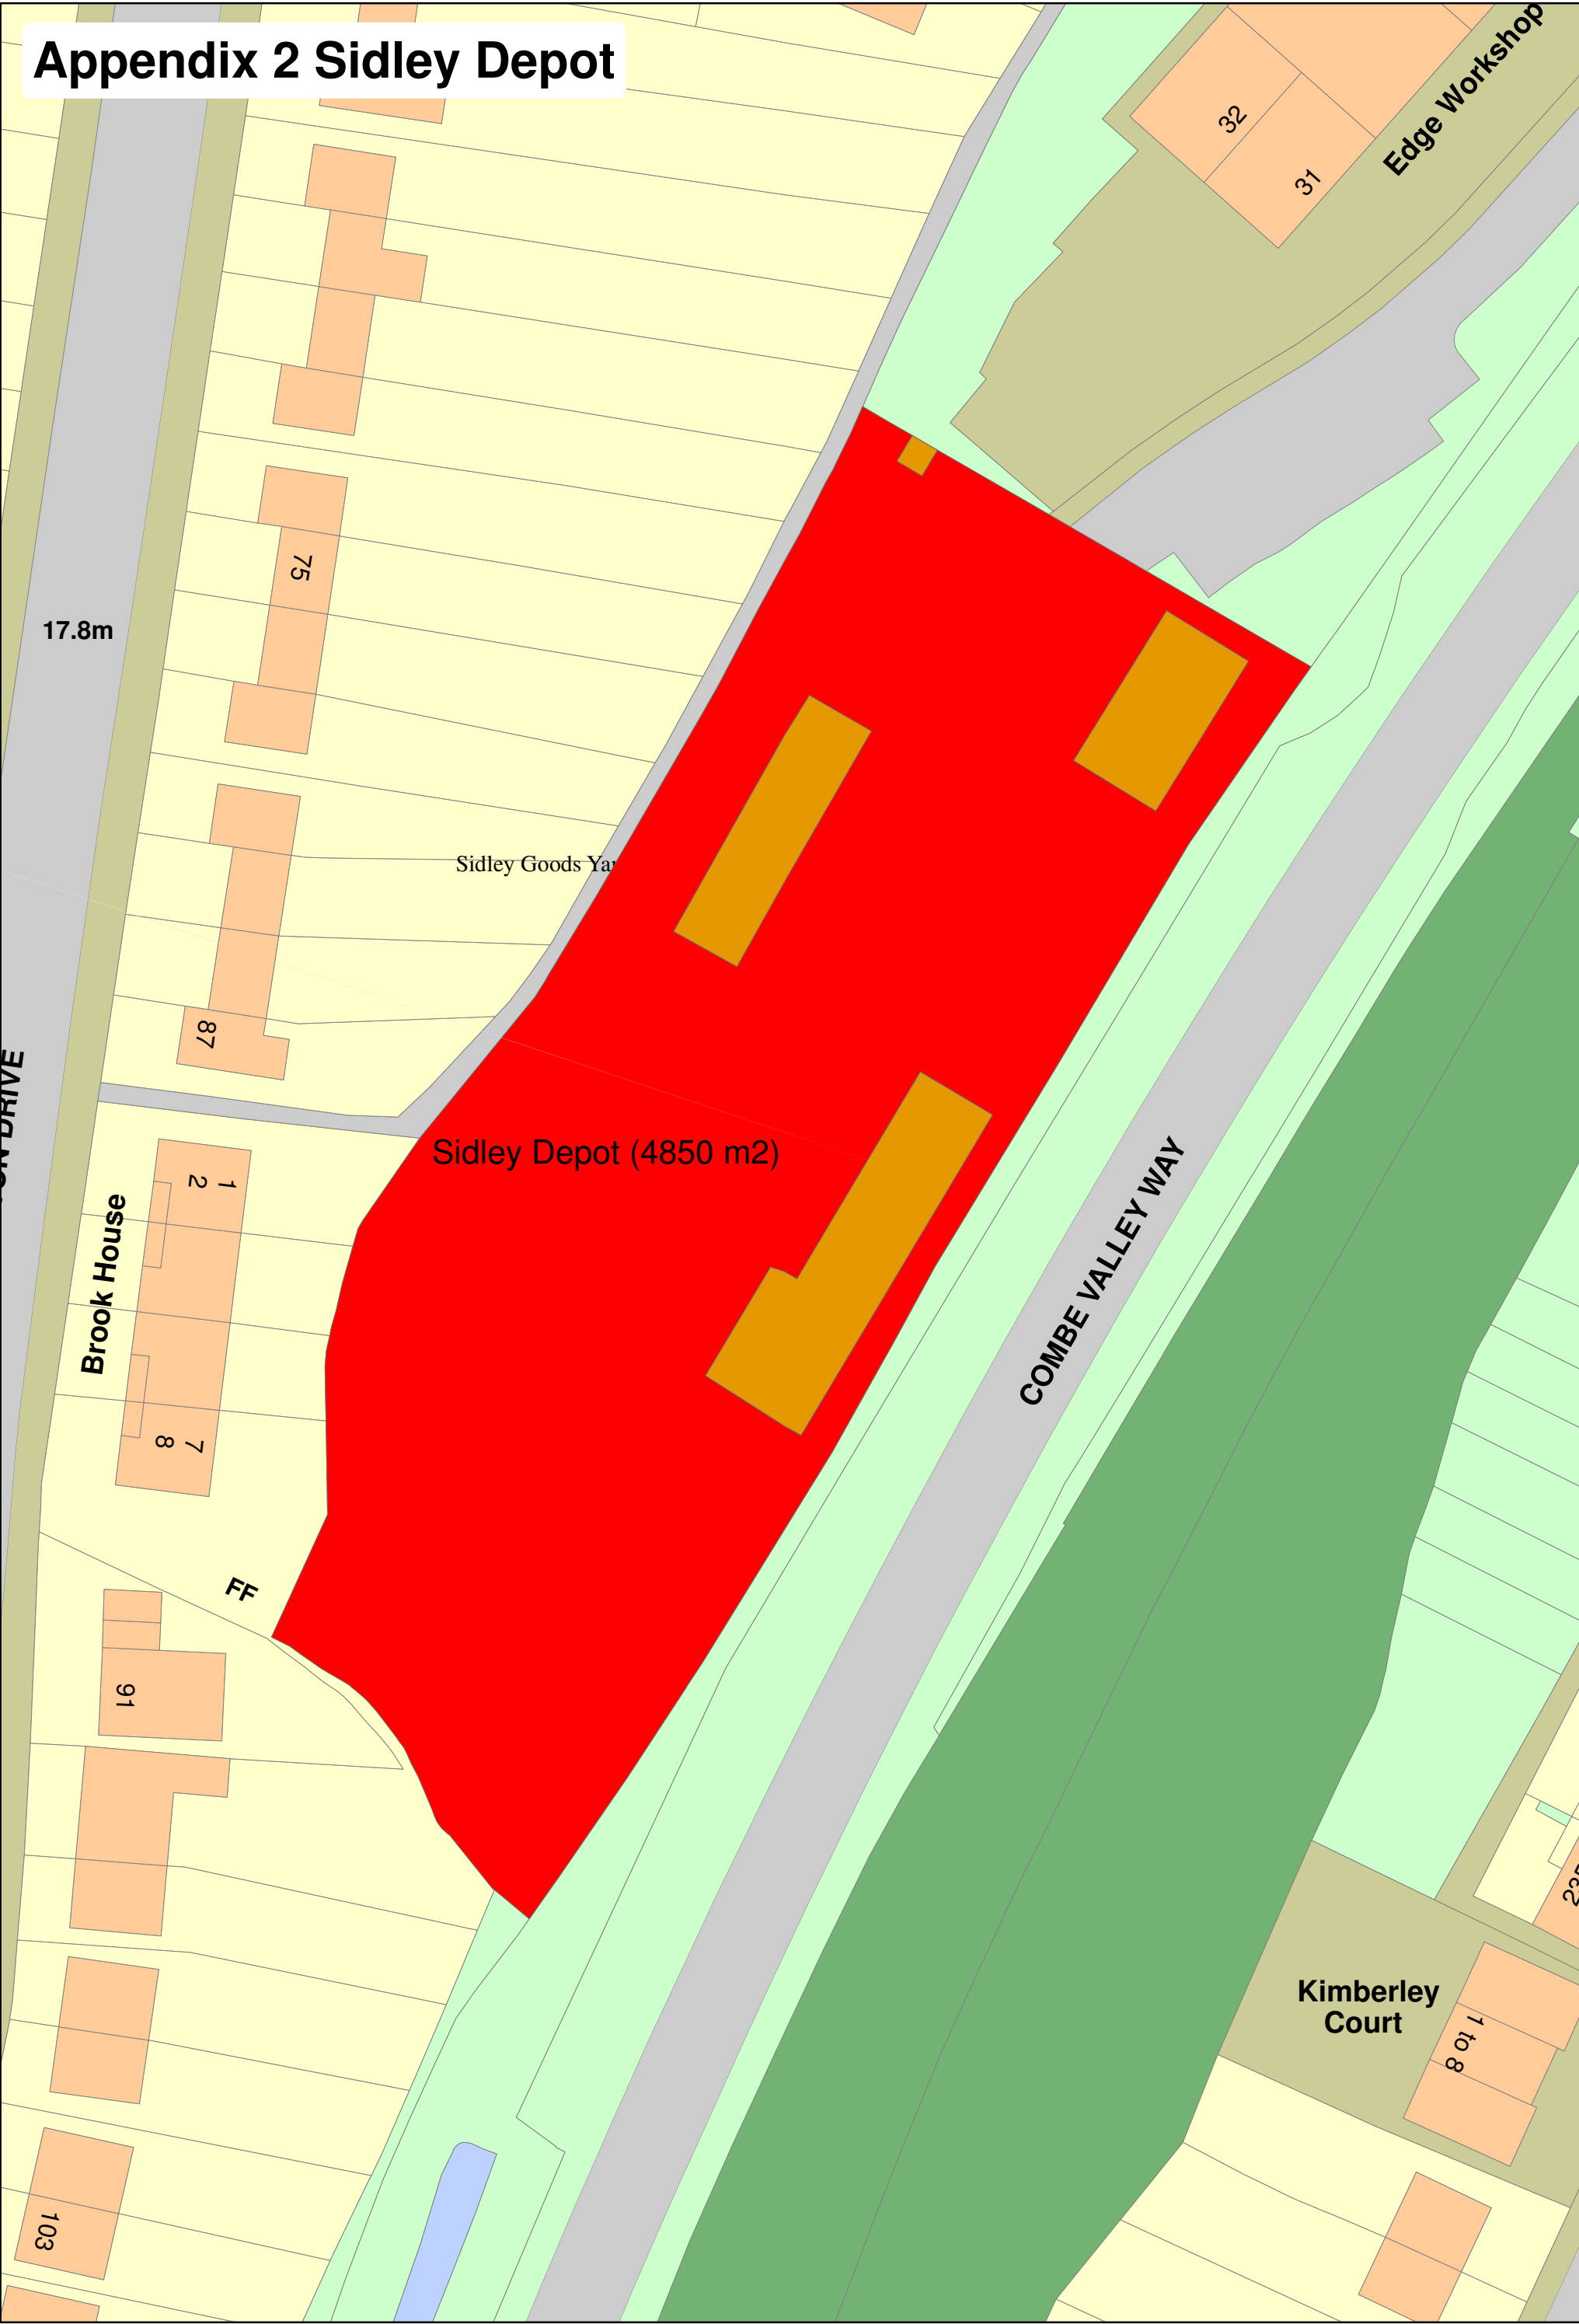 Appendix 2 Sidley Depot
32
31
Edge Workshop
75
17.8m
Sidley Goods Yar
87
DRIVE
Sidley Depot (4850 m2)
1
2
Brook House
COMBE VALLEY WAY
7
8
FF
91
Kimberley
Court
1 to 8
103